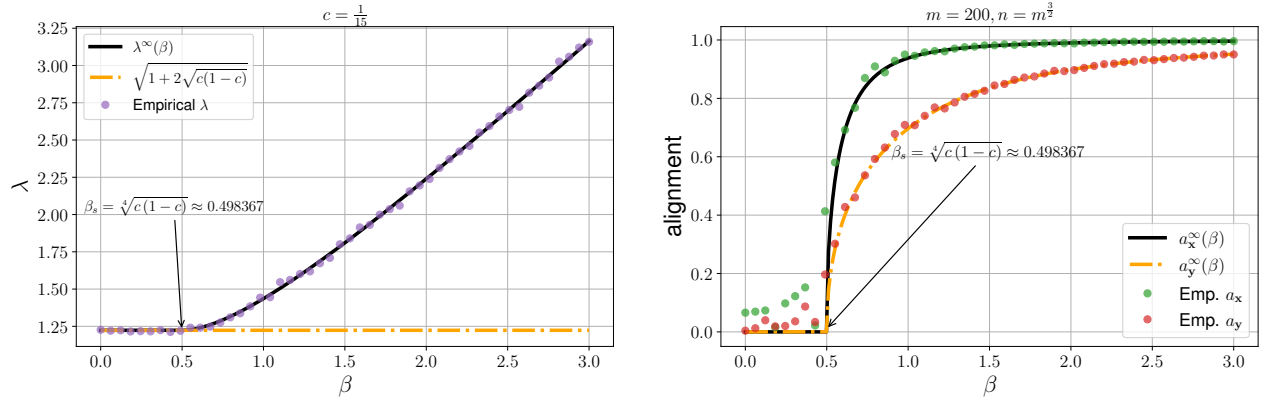 c = 1/15
λ
3.25
3.00
2.75
2.50
2.25
2.00
1.75
1.50
1.25
λ^∞(β)
√(1 + 2√(c(1 − c)))
Empirical λ
β_s = ∜(c (1 − c)) ≈ 0.498367
0.0 0.5 1.0 1.5 2.0 2.5 3.0
β
m = 200, n = m^(3/2)
alignment
1.0
0.8
0.6
0.4
0.2
0.0
β_s = ∜(c (1 − c)) ≈ 0.498367
a_x^∞(β)
a_y^∞(β)
Emp. a_x
Emp. a_y
0.0 0.5 1.0 1.5 2.0 2.5 3.0
β